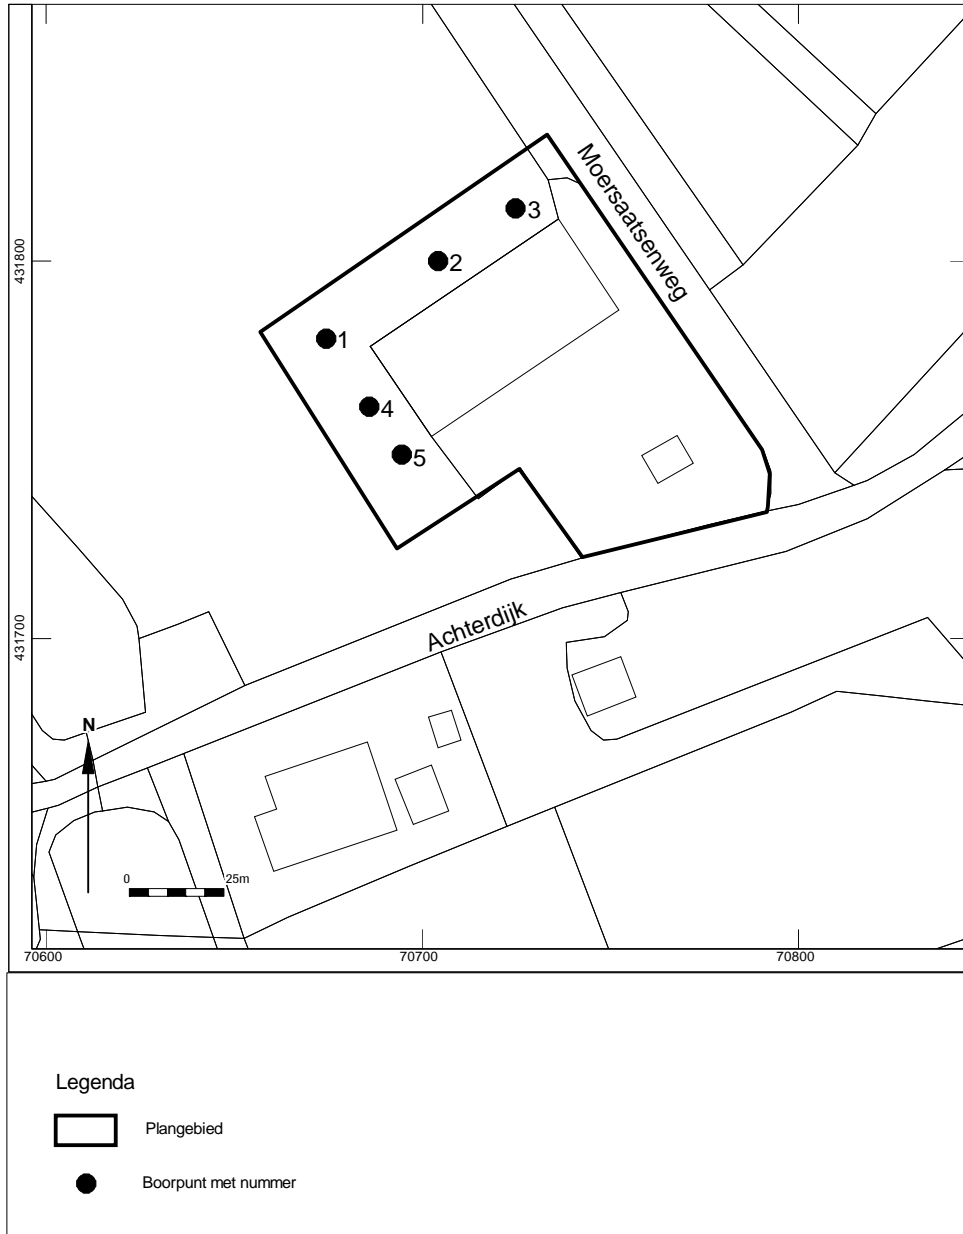 Moersaatsenweg
3
431800
2
1
4
5
Achterdijk
431700
N
0
25m
70600
70700
70800
Legenda
Plangebied
Boorpunt met nummer